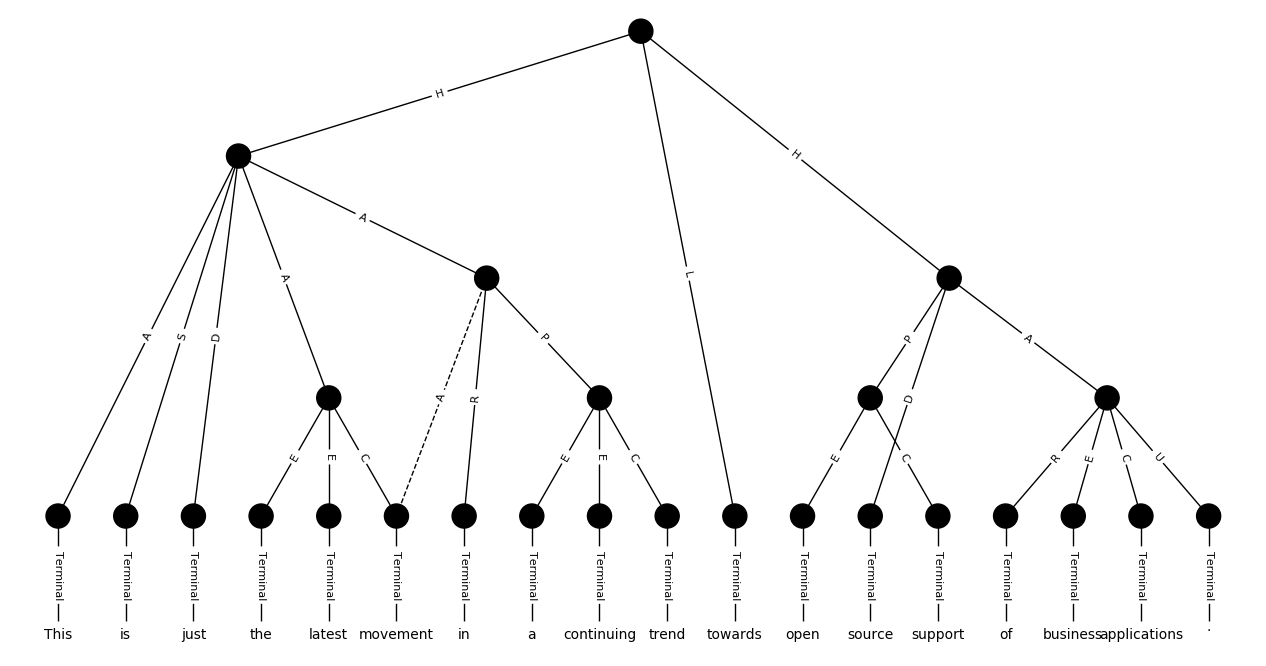 H
H
A
A
L
A
S
D
P
P
A
A
R
D
E
E
C
E
E
C
E
C
R
E
C
U
Terminal Terminal Terminal Terminal Terminal Terminal Terminal Terminal Terminal Terminal Terminal Terminal Terminal Terminal Terminal Terminal Terminal Terminal
This is just the latest movement in a continuing trend towards open source support of business applications .